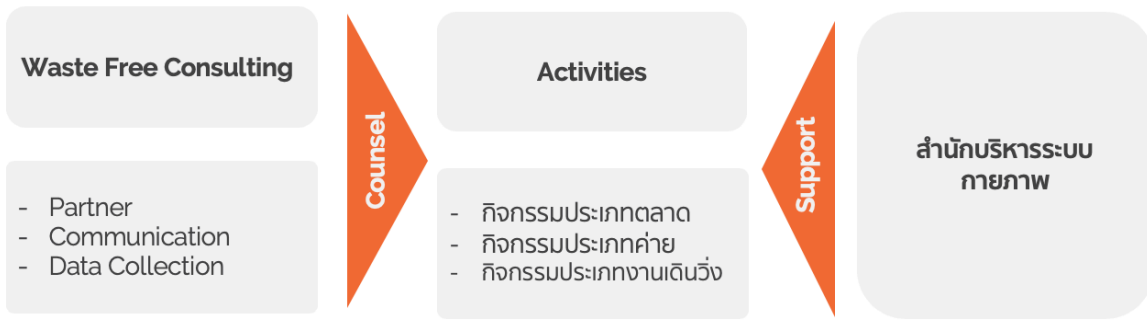 Waste Free Consulting
- Partner
- Communication
- Data Collection
Counsel
Activities
- กิจกรรมประเภทตลาด
- กิจกรรมประเภทค่าย
- กิจกรรมประเภทงานเดินวิ่ง
Support
สำนักบริหารระบบ
กายภาพ